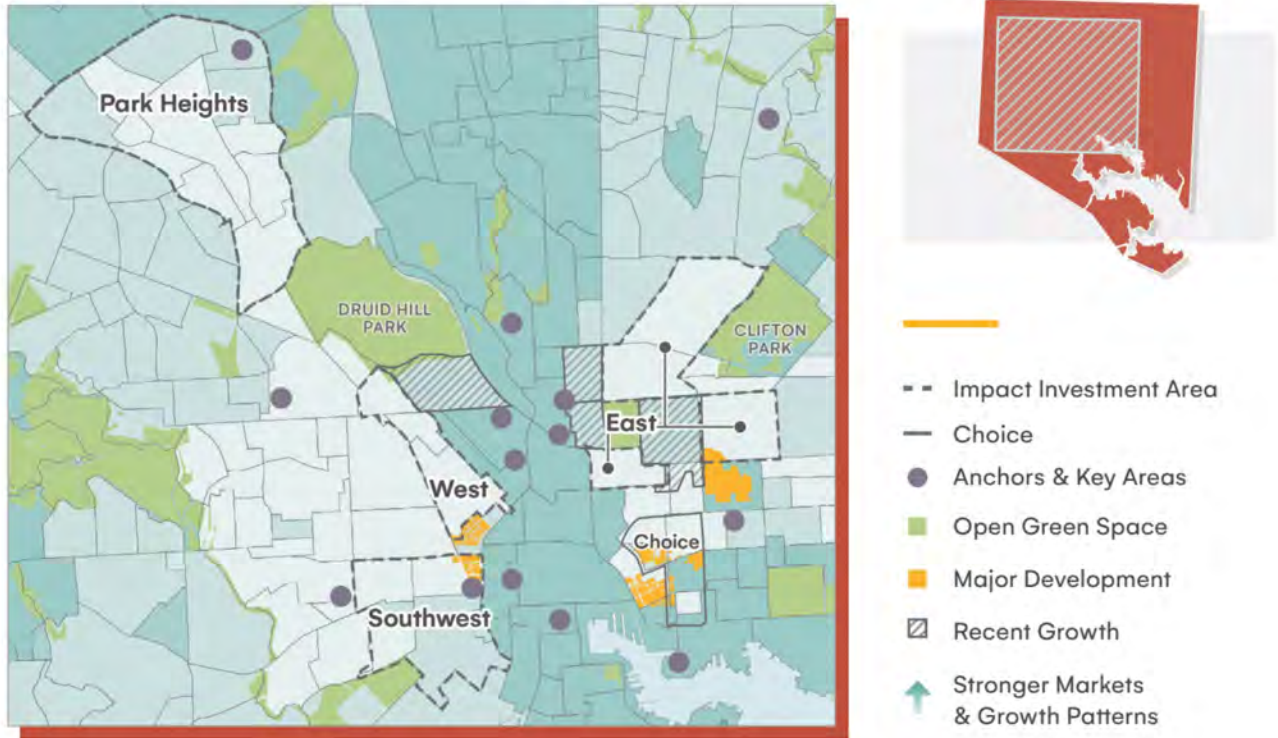 Park Heights
DRUID HILL
PARK
CLIFTON
PARK
East
West
Choice
Southwest
Impact Investment Area
Choice
Anchors & Key Areas
Open Green Space
Major Development
Recent Growth
Stronger Markets
& Growth Patterns